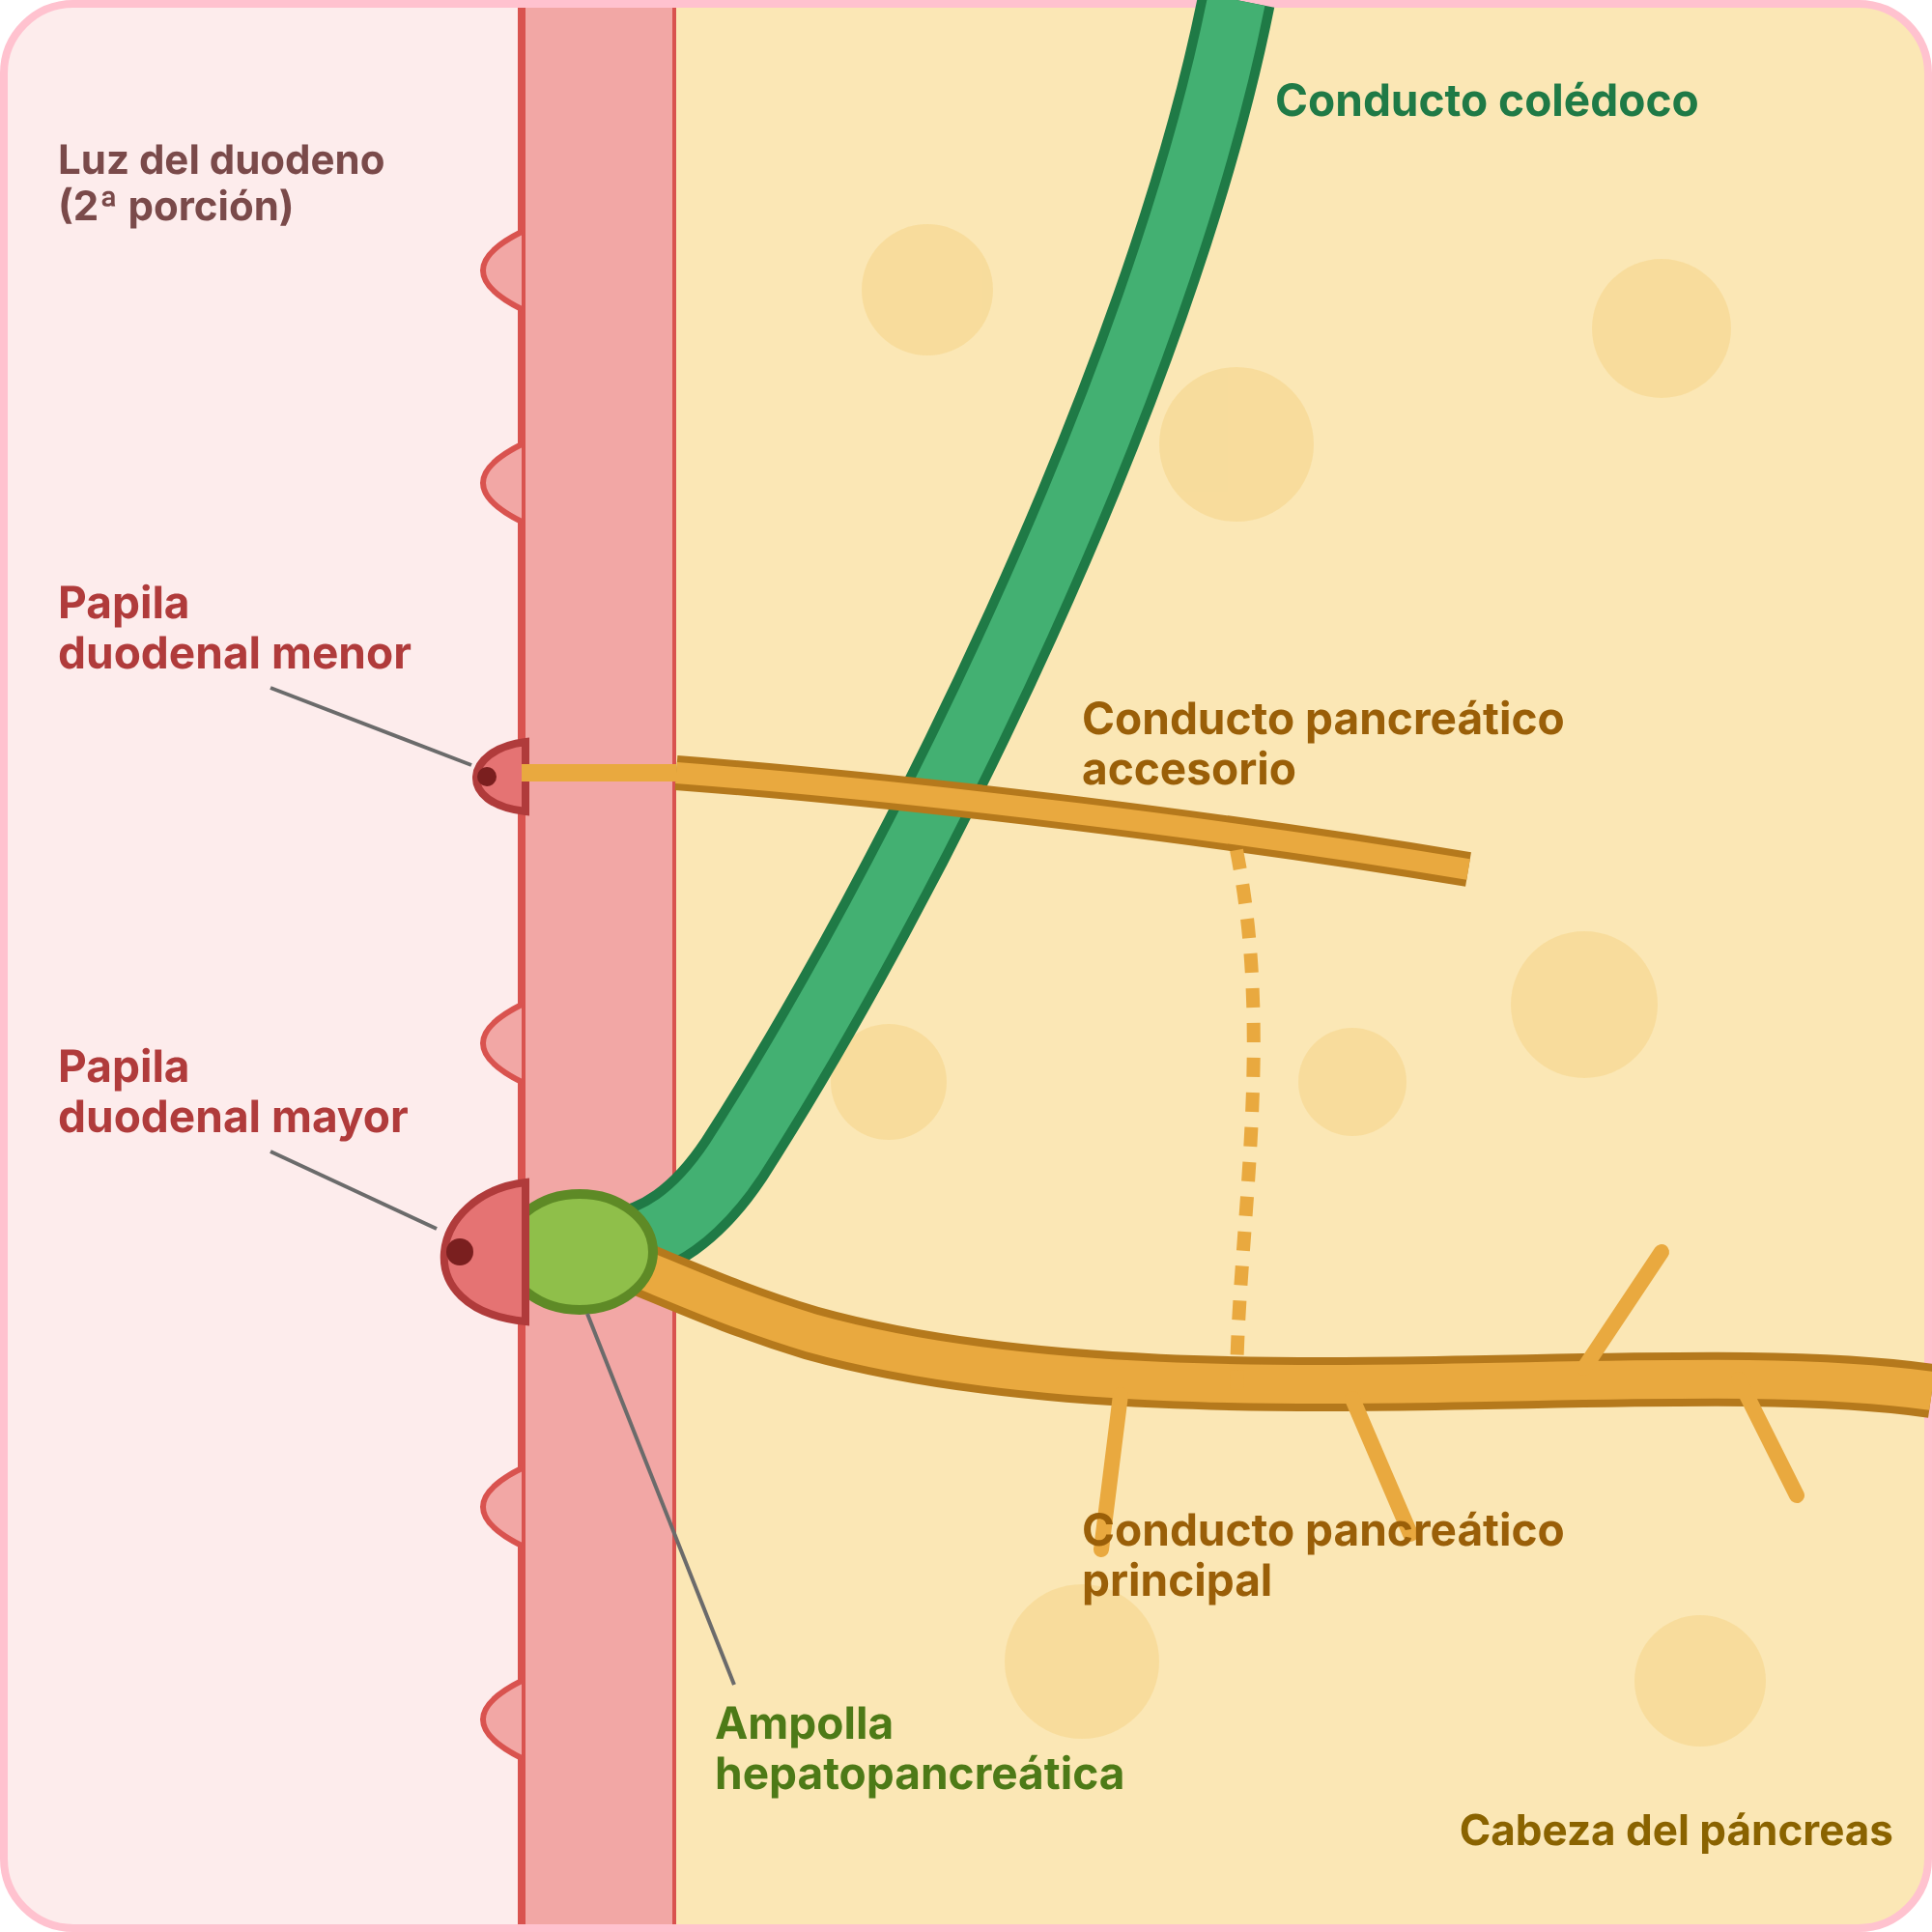 Conducto colédoco
Luz del duodeno
(2ª porción)
Papila
duodenal menor
Conducto pancreático
accesorio
Papila
duodenal mayor
Conducto pancreático
principal
Ampolla
hepatopancreática
Cabeza del páncreas